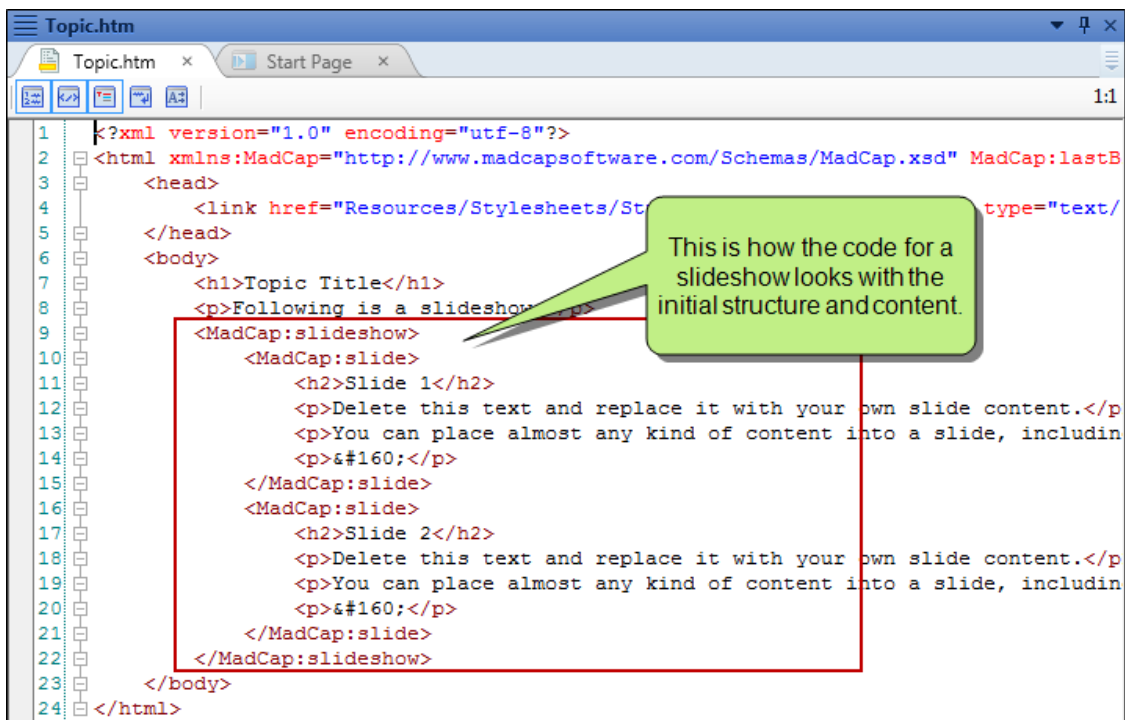 Topic.htm
Topic.htm × Start Page ×
1:1
1 <?xml version="1.0" encoding="utf-8"?>
2 <html xmlns:MadCap="http://www.madcapsoftware.com/Schemas/MadCap.xsd" MadCap:lastB
3 <head>
4 <link href="Resources/Stylesheets/St type="text/
5 </head>
6 <body>
7 <h1>Topic Title</h1>
8 <p>Following is a slideshow </p>
9 <MadCap:slideshow>
10 <MadCap:slide>
11 <h2>Slide 1</h2>
12 <p>Delete this text and replace it with your own slide content.</p
13 <p>You can place almost any kind of content into a slide, includin
14 <p>&#160;</p>
15 </MadCap:slide>
16 <MadCap:slide>
17 <h2>Slide 2</h2>
18 <p>Delete this text and replace it with your own slide content.</p
19 <p>You can place almost any kind of content into a slide, includin
20 <p>&#160;</p>
21 </MadCap:slide>
22 </MadCap:slideshow>
23 </body>
24 </html>
This is how the code for a
slideshow looks with the
initial structure and content.